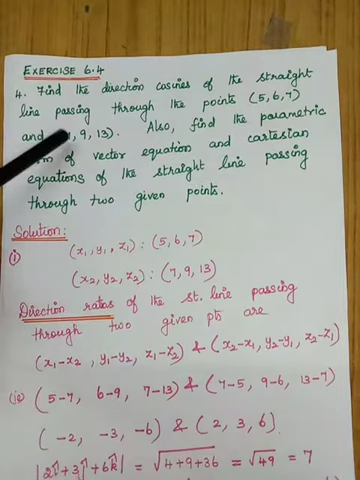 EXERCISE 6.4
4. Find the direction cosines of the straight
line passing through the points (5,6,7)
and , 9, 13). Also, find the parametric
of vector equation and cartesian
equations of the straight line passing
through two given points.
Solution:
(i) (x₁, y₁, z₁) : (5, 6, 7)
(x₂, y₂, z₂) : (7, 9, 13)
Direction ratios of the st. line passing
through two given pts are
(x₁-x₂, y₁-y₂, z₁-z₂) & (x₂-x₁, y₂-y₁, z₂-z₁)
(ie) (5-7, 6-9, 7-13) & (7-5, 9-6, 13-7)
(-2, -3, -6) & (2, 3, 6)
|2î+3ĵ+6k̂| = √4+9+36 = √49 = 7